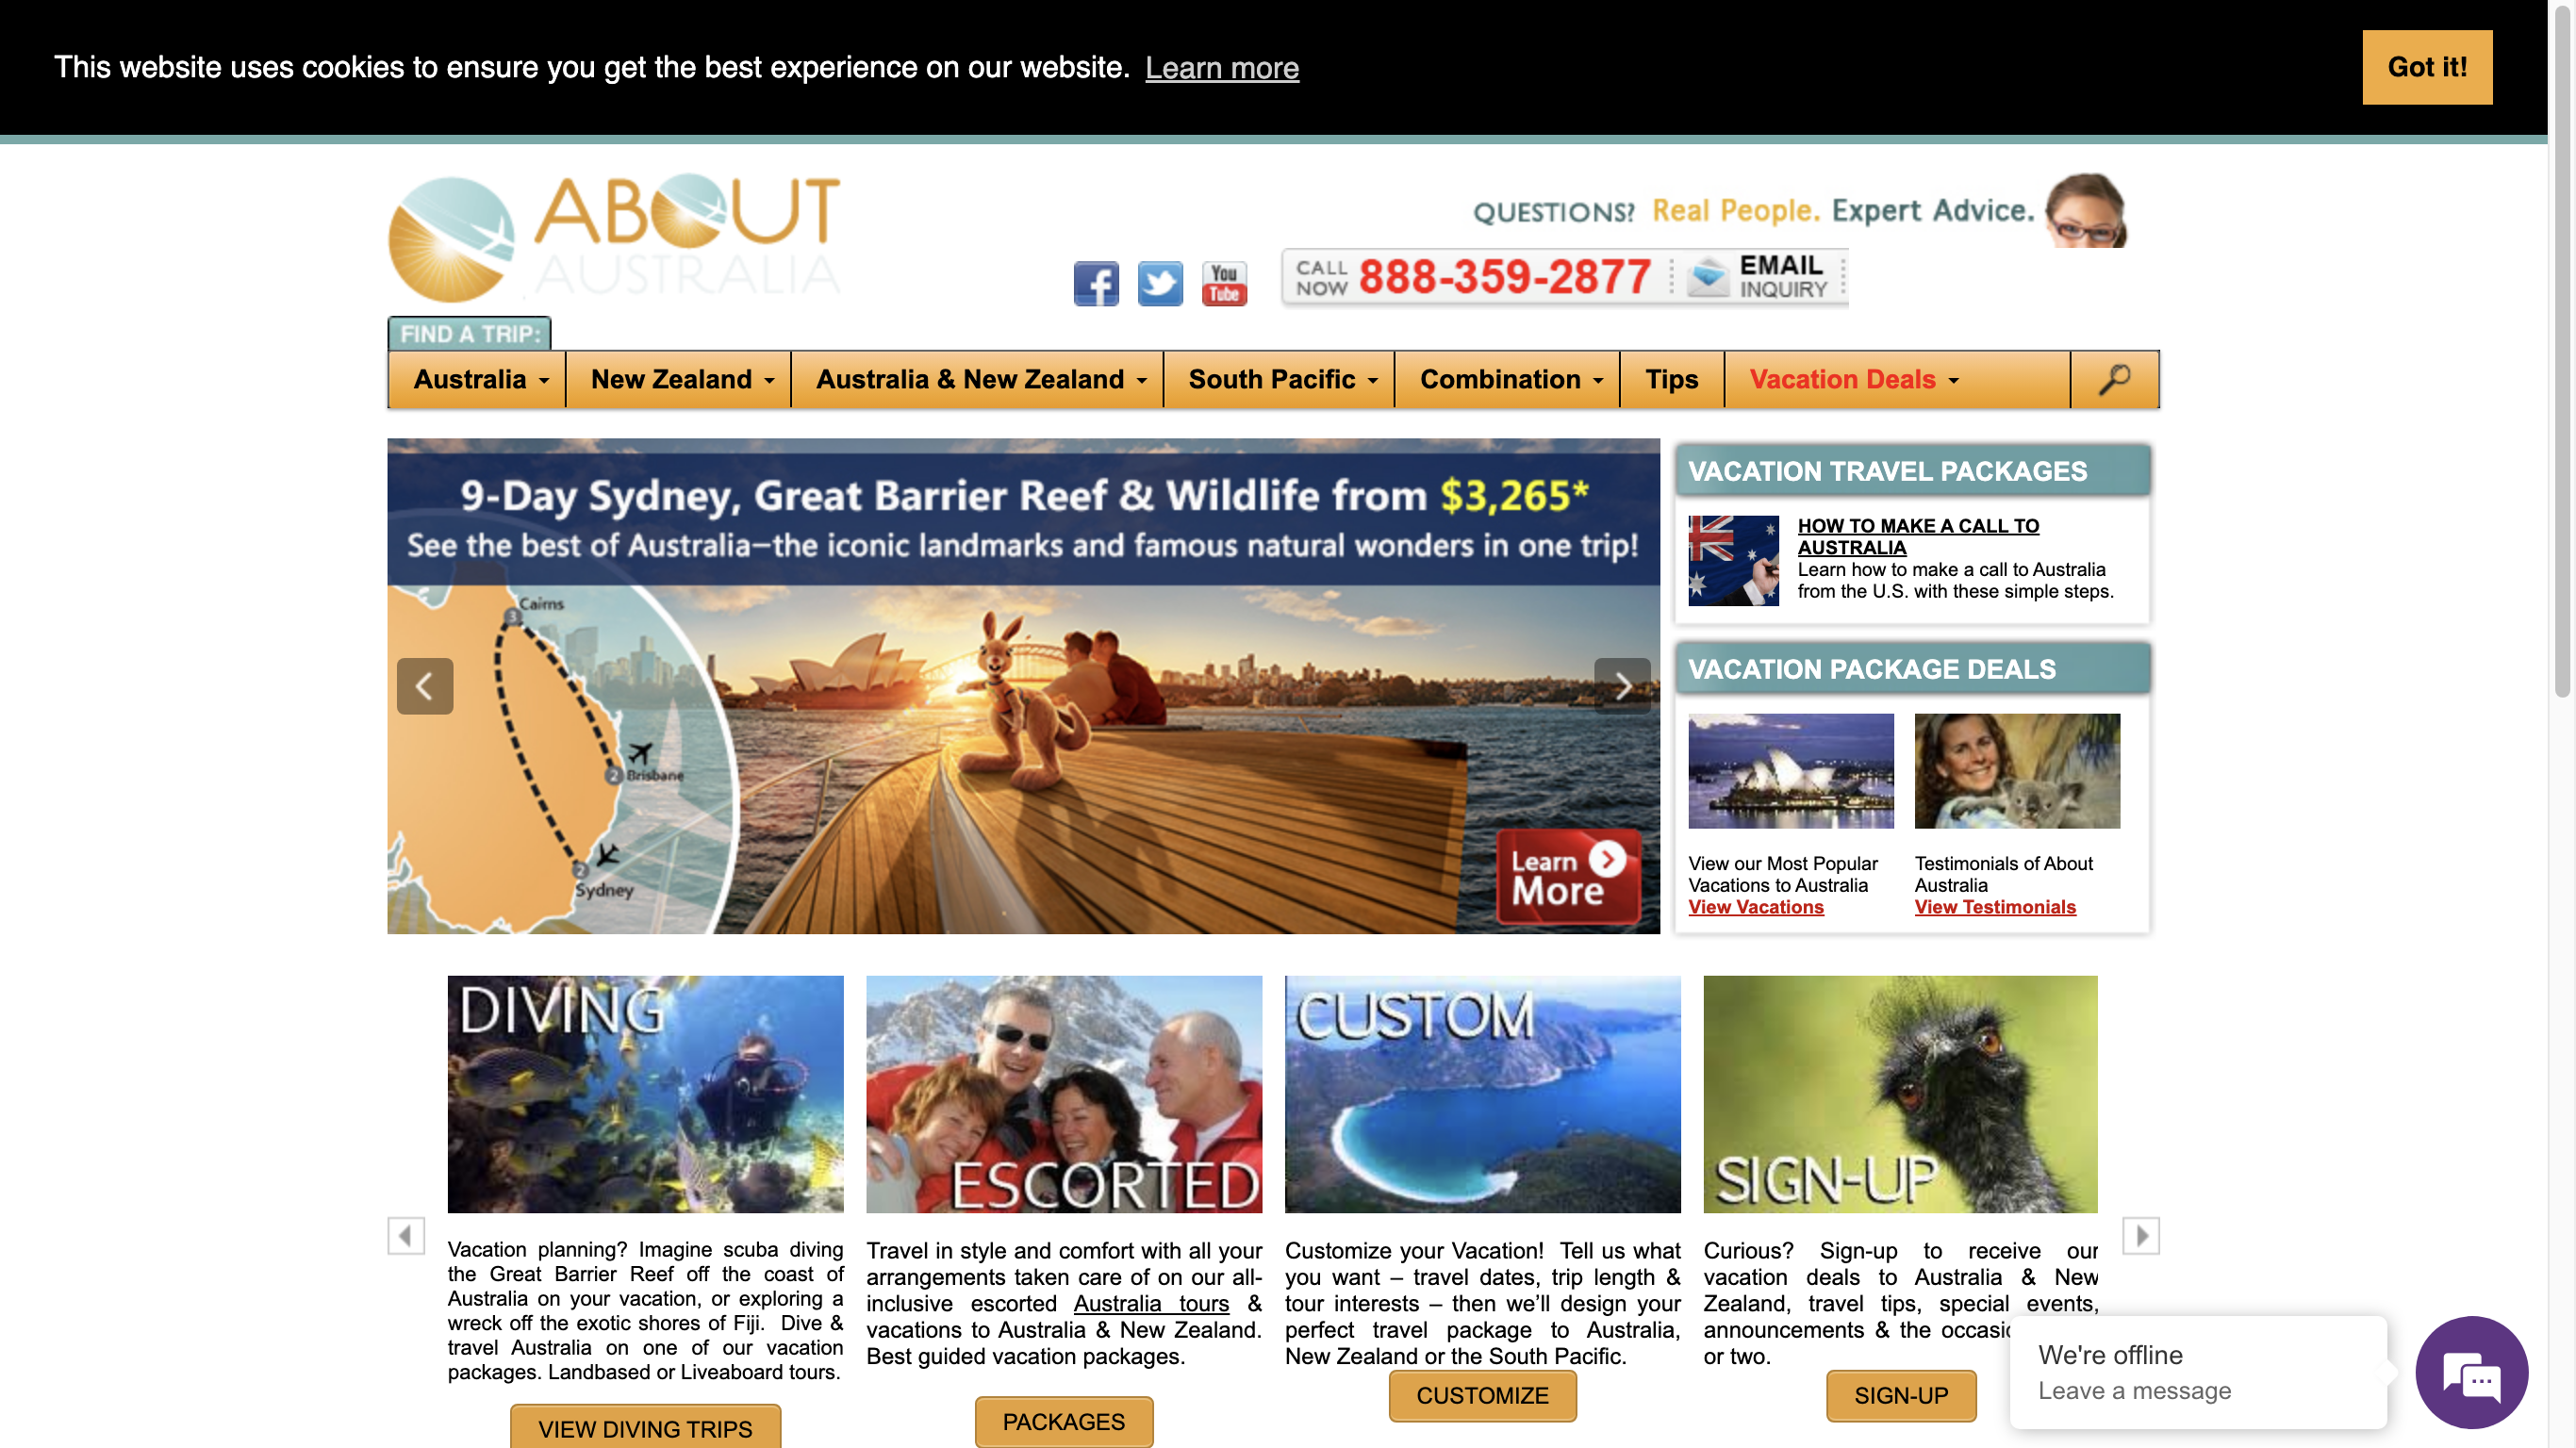 This website uses cookies to ensure you get the best experience on our website. Learn more
Got it!
ABOUT
AUSTRALIA
QUESTIONS? Real People. Expert Advice.
f
You
Tube
CALL
NOW 888-359-2877
EMAIL
INQUIRY
FIND A TRIP:
Australia
New Zealand
Australia & New Zealand
South Pacific
Combination
Tips
Vacation Deals
9-Day Sydney, Great Barrier Reef & Wildlife from $3,265*
See the best of Australia—the iconic landmarks and famous natural wonders in one trip!
Cairns
3
2 Brisbane
2
Sydney
Learn
More
VACATION TRAVEL PACKAGES
HOW TO MAKE A CALL TO
AUSTRALIA
Learn how to make a call to Australia
from the U.S. with these simple steps.
VACATION PACKAGE DEALS
View our Most Popular
Vacations to Australia
View Vacations
Testimonials of About
Australia
View Testimonials
DIVING
Vacation planning? Imagine scuba diving
the Great Barrier Reef off the coast of
Australia on your vacation, or exploring a
wreck off the exotic shores of Fiji. Dive &
travel Australia on one of our vacation
packages. Landbased or Liveaboard tours.
VIEW DIVING TRIPS
ESCORTED
Travel in style and comfort with all your
arrangements taken care of on our all-
inclusive escorted Australia tours &
vacations to Australia & New Zealand.
Best guided vacation packages.
PACKAGES
CUSTOM
Customize your Vacation! Tell us what
you want – travel dates, trip length &
tour interests – then we'll design your
perfect travel package to Australia,
New Zealand or the South Pacific.
CUSTOMIZE
SIGN-UP
Curious? Sign-up to receive our
vacation deals to Australia & New
Zealand, travel tips, special events,
announcements & the
or two.
SIGN-UP
We're offline
Leave a message